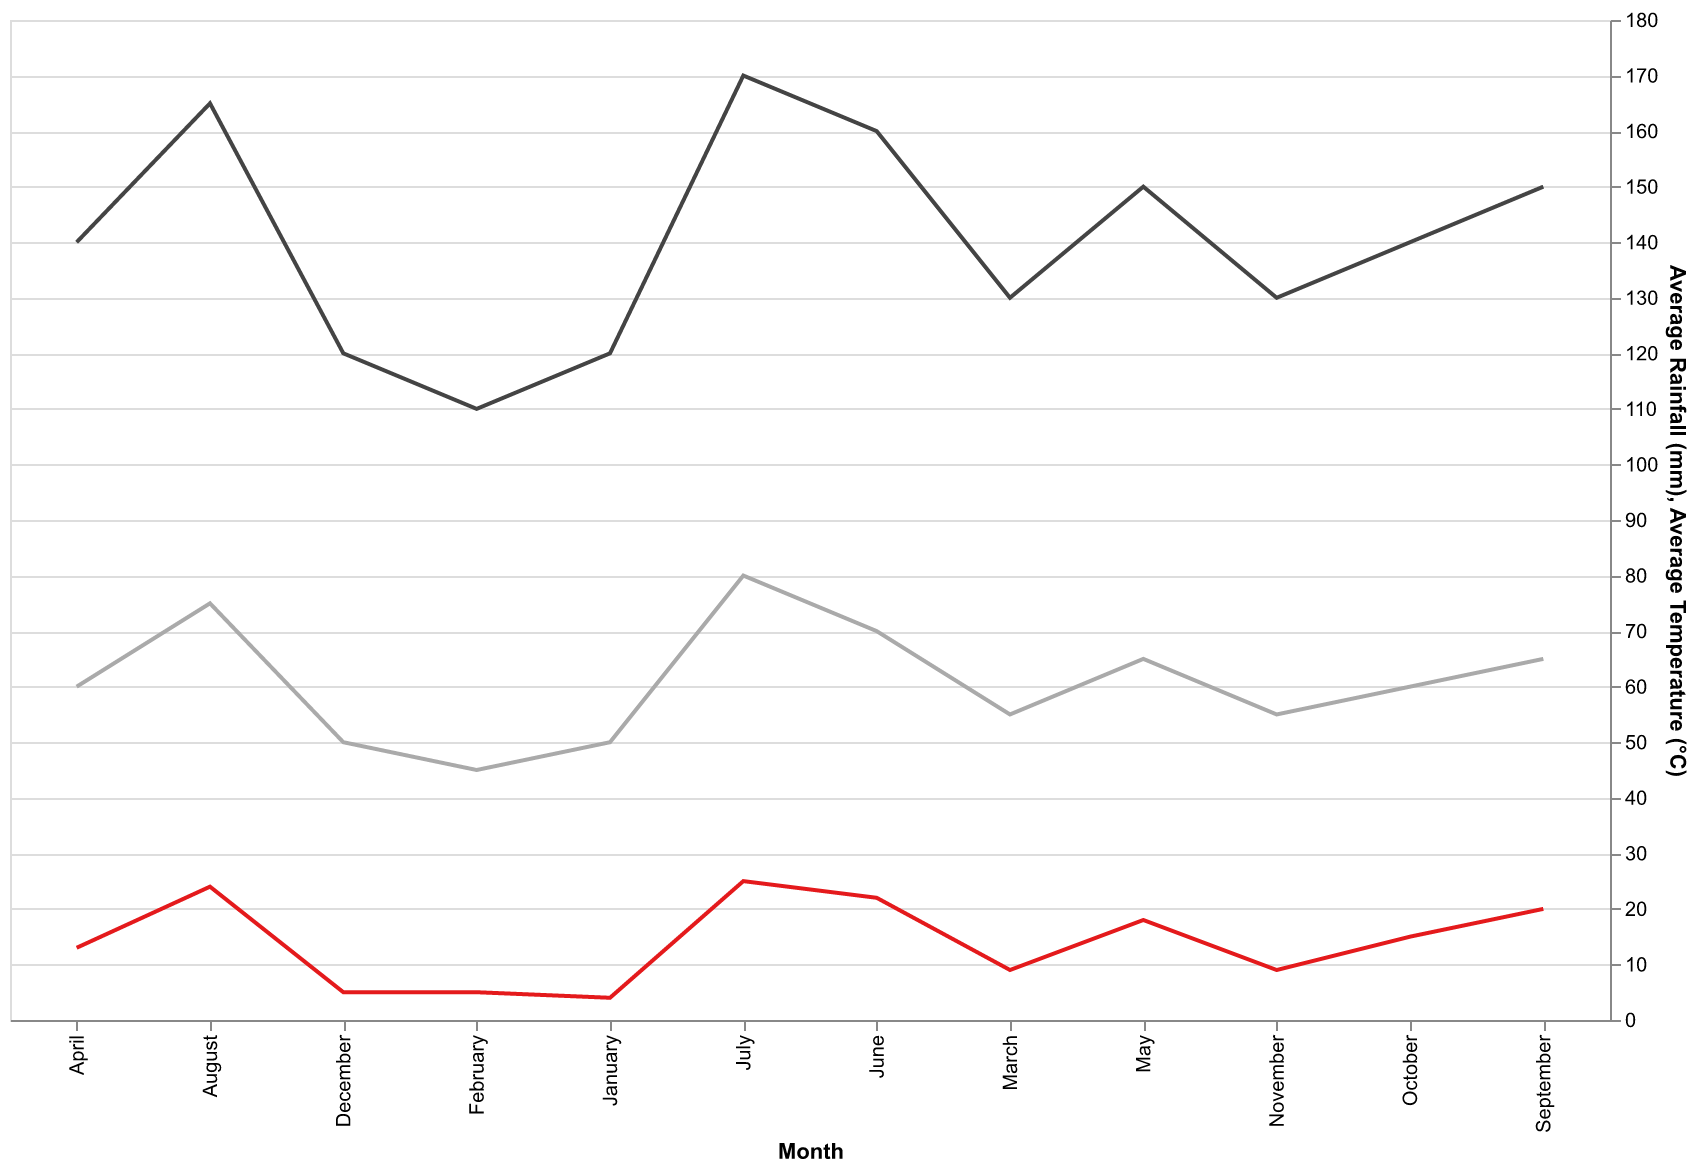 180
170
160
150
140
130
120
110
100
90
80
70
60
50
40
30
20
10
0
Average Rainfall (mm), Average Temperature (°C)
April
August
December
February
January
July
June
March
May
November
October
September
Month